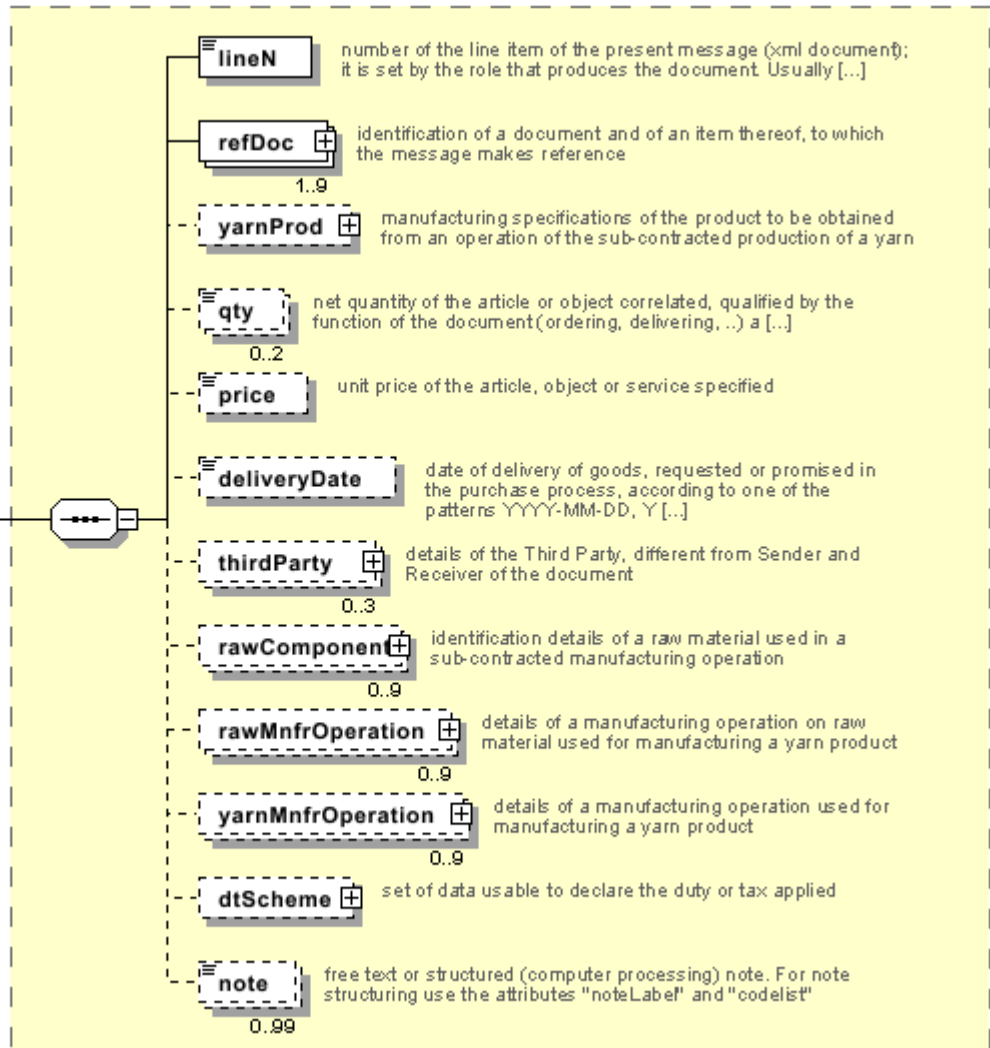 lineN
number of the line item of the present message (xml document);
it is set by the role that produces the document. Usually [...]
refDoc
identification of a document and of an item thereof, to which
the message makes reference
1..9
yarnProd
manufacturing specifications of the product to be obtained
from an operation of the sub-contracted production of a yarn
qty
net quantity of the article or object correlated, qualified by the
function of the document (ordering, delivering, ..) a [...]
0..2
price
unit price of the article, object or service specified
deliveryDate
date of delivery of goods, requested or promised in
the purchase process, according to one of the
patterns YYYY-MM-DD, Y [...]
thirdParty
details of the Third Party, different from Sender and
Receiver of the document
0..3
rawComponent
identification details of a raw material used in a
sub-contracted manufacturing operation
0..9
rawMnfrOperation
details of a manufacturing operation on raw
material used for manufacturing a yarn product
0..9
yarnMnfrOperation
details of a manufacturing operation used for
manufacturing a yarn product
0..9
dtScheme
set of data usable to declare the duty or tax applied
note
free text or structured (computer processing) note. For note
structuring use the attributes "noteLabel" and "codelist"
0..99